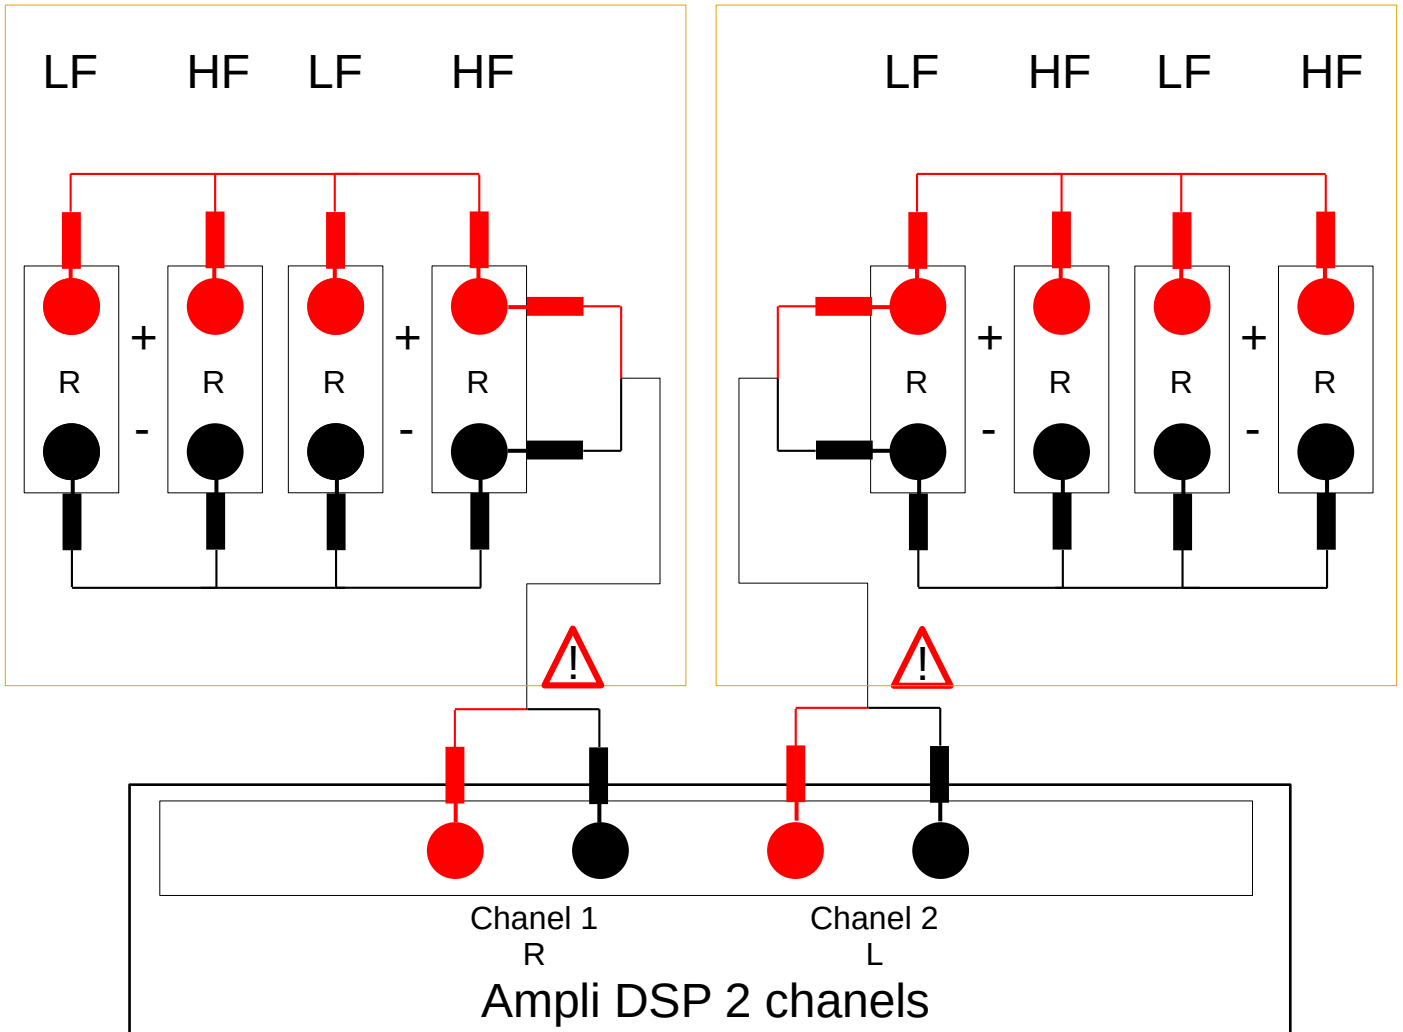 LF HF LF HF LF HF LF HF
+ + + +
R R R R R R R R
- - - -
! !
Chanel 1 Chanel 2
R L
Ampli DSP 2 chanels